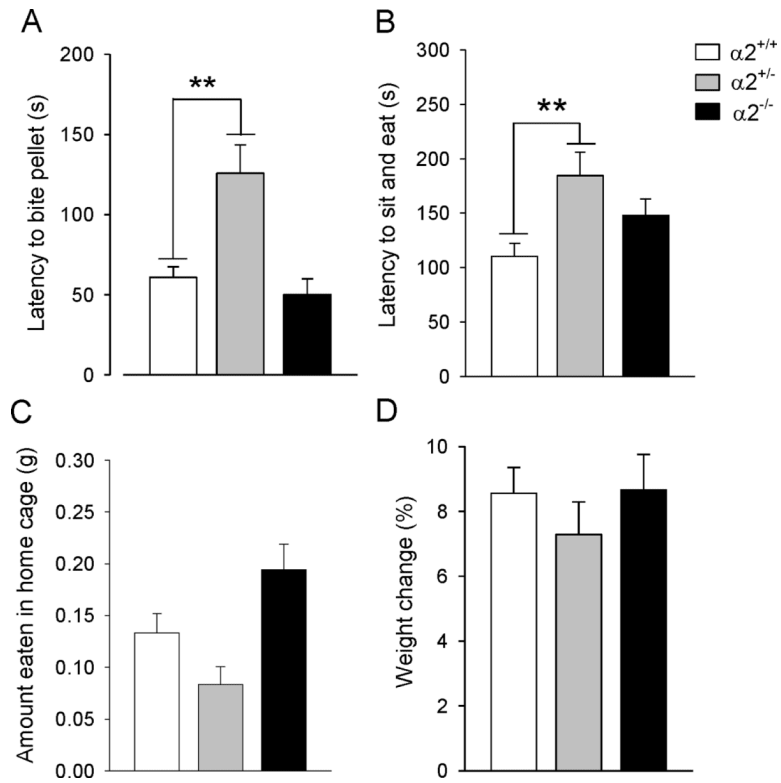 A
Latency to bite pellet (s)
200
150
100
50
0
**
B
Latency to sit and eat (s)
300
250
200
150
100
50
0
**
α2+/+
α2+/-
α2-/-
C
Amount eaten in home cage (g)
0.30
0.25
0.20
0.15
0.10
0.05
0.00
D
Weight change (%)
10
8
6
4
2
0